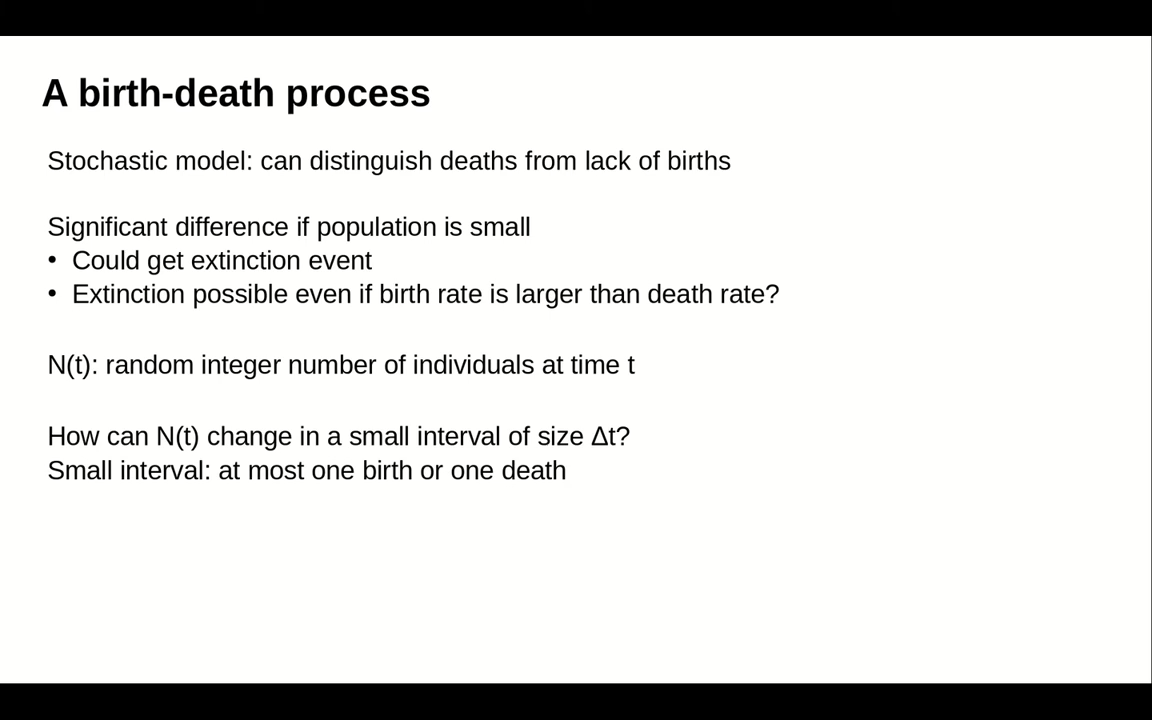 A birth-death process
Stochastic model: can distinguish deaths from lack of births
Significant difference if population is small
• Could get extinction event
• Extinction possible even if birth rate is larger than death rate?
N(t): random integer number of individuals at time t
How can N(t) change in a small interval of size Δt?
Small interval: at most one birth or one death